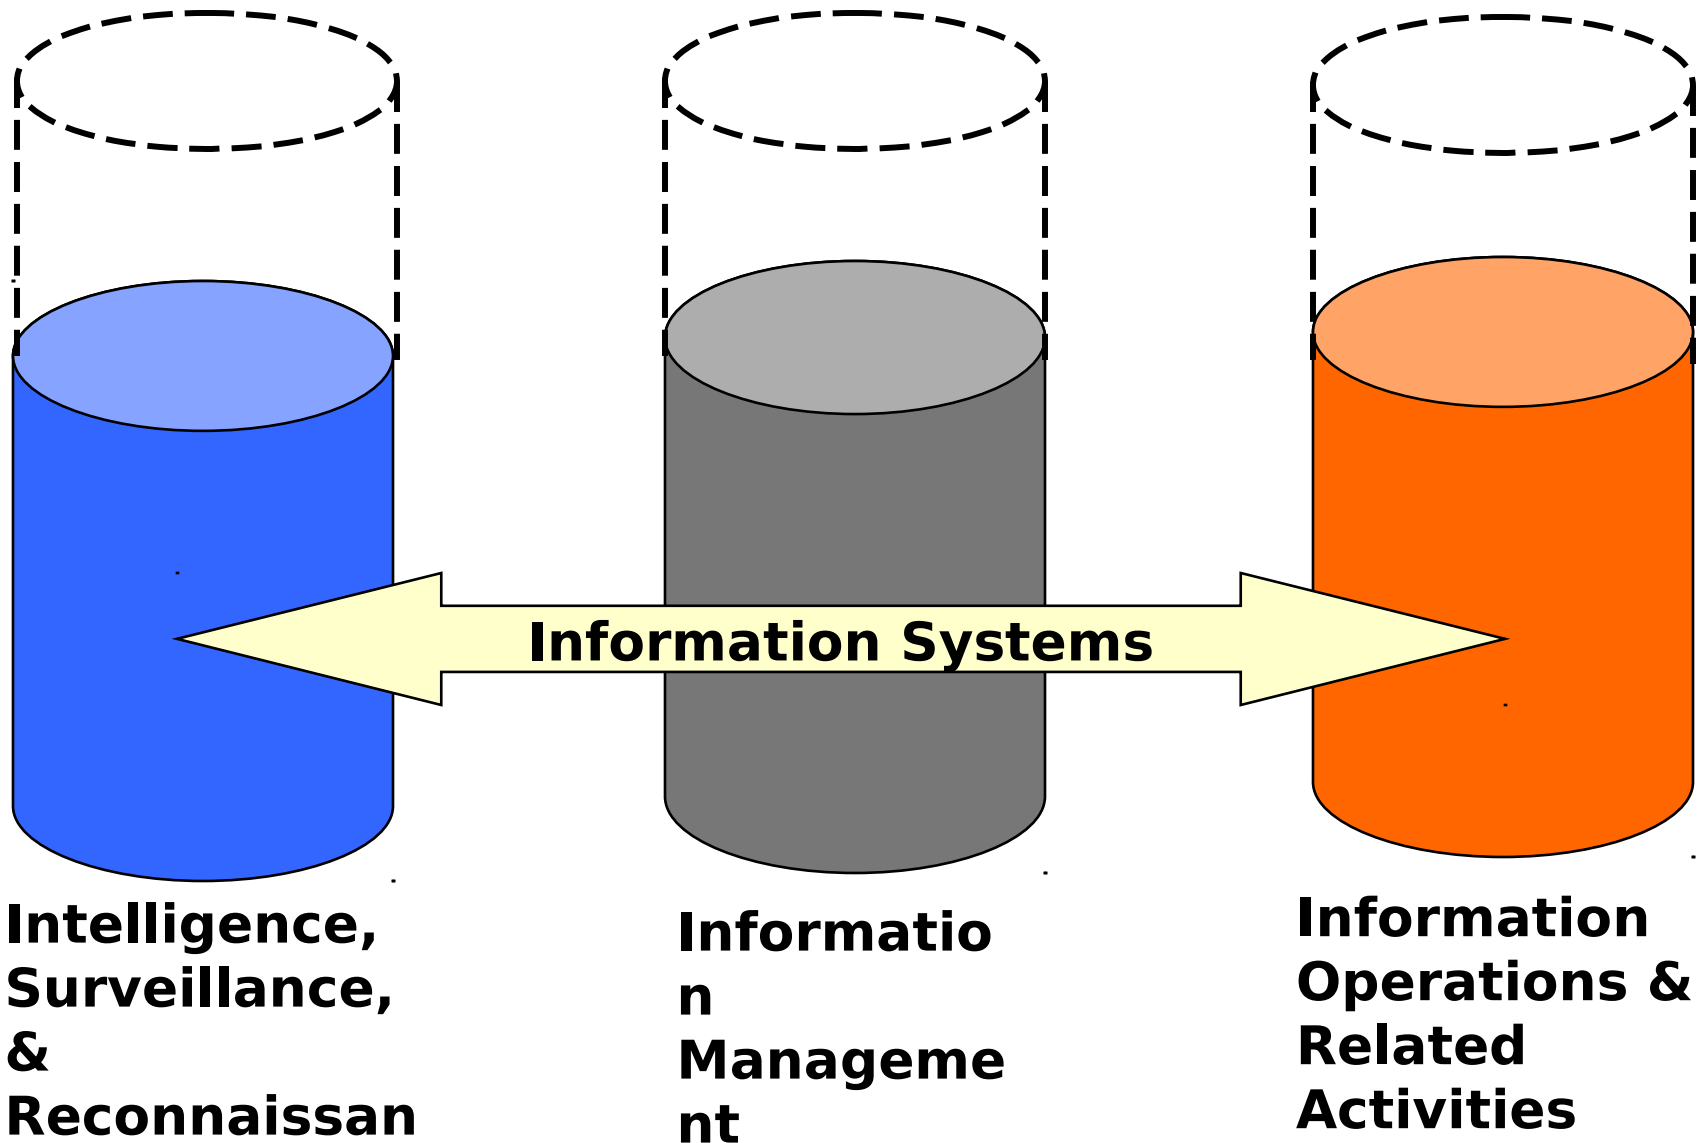 Information Systems
Intelligence,
Surveillance,
&
Reconnaissan
Informatio
n
Manageme
nt
Information
Operations &
Related
Activities